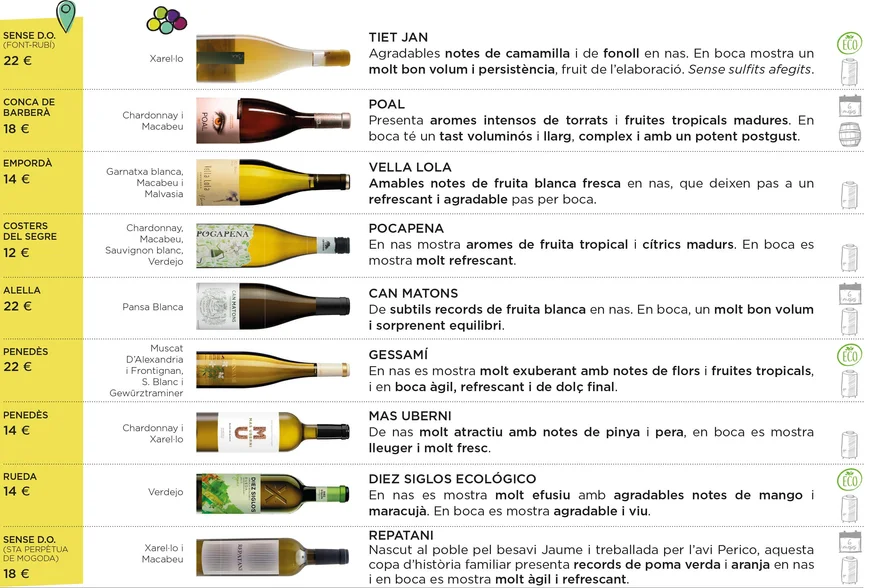 SENSE D.O.
(FONT-RUBÍ)
22 €
Xarel·lo
TIET JAN
Agradables notes de camamilla i de fonoll en nas. En boca mostra un
molt bon volum i persistència, fruit de l'elaboració. Sense sulfits afegits.
ECO
CONCA DE
BARBERÀ
18 €
Chardonnay i
Macabeu
POAL
POAL
Presenta aromes intensos de torrats i fruites tropicals madures. En
boca té un tast voluminós i llarg, complex i amb un potent postgust.
6
mesos
EMPORDÀ
14 €
Garnatxa blanca,
Macabeu i
Malvasia
Vella Lola
VELLA LOLA
Amables notes de fruita blanca fresca en nas, que deixen pas a un
refrescant i agradable pas per boca.
COSTERS
DEL SEGRE
12 €
Chardonnay,
Macabeu,
Sauvignon blanc,
Verdejo
POCAPENA
POCAPENA
En nas mostra aromes de fruita tropical i cítrics madurs. En boca es
mostra molt refrescant.
ALELLA
22 €
Pansa Blanca
CAN MATONS
CAN MATONS
De subtils records de fruita blanca en nas. En boca, un molt bon volum
i sorprenent equilibri.
6
mesos
PENEDÈS
22 €
Muscat
D'Alexandria
i Frontignan,
S. Blanc i
Gewürztraminer
GESSAMÍ
En nas es mostra molt exuberant amb notes de flors i fruites tropicals,
i en boca àgil, refrescant i de dolç final.
ECO
PENEDÈS
14 €
Chardonnay i
Xarel·lo
MU
MAS UBERNI
De nas molt atractiu amb notes de pinya i pera, en boca es mostra
lleuger i molt fresc.
RUEDA
14 €
Verdejo
DIEZ SIGLOS
DIEZ SIGLOS ECOLÓGICO
En nas es mostra molt efusiu amb agradables notes de mango i
maracujà. En boca es mostra agradable i viu.
ECO
SENSE D.O.
(STA PERPÈTUA
DE MOGODA)
18 €
Xarel·lo i
Macabeu
REPATANI
REPATANI
Nascut al poble pel besavi Jaume i treballada per l'avi Perico, aquesta
copa d'història familiar presenta records de poma verda i aranja en nas
i en boca es mostra molt àgil i refrescant.
6
mesos